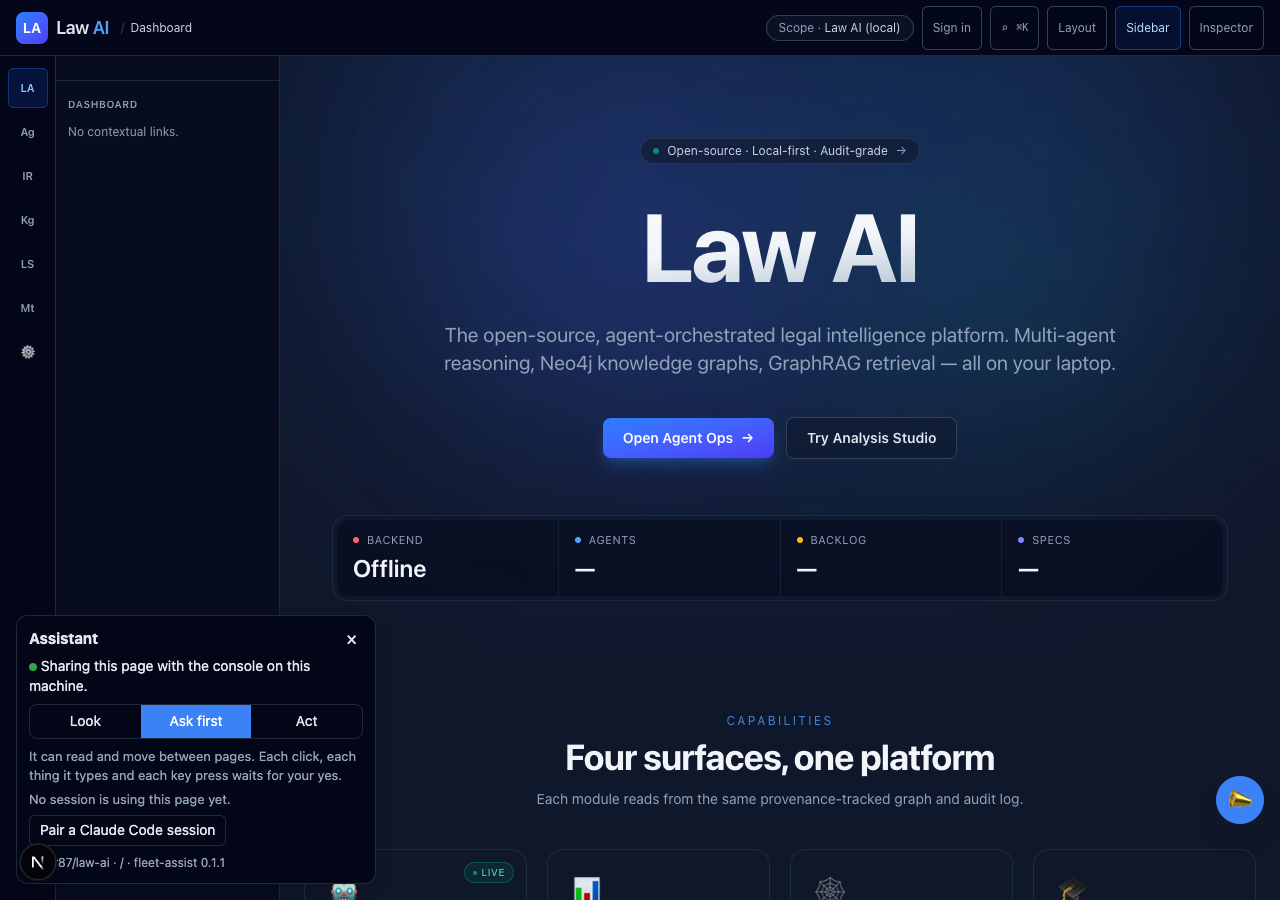 LA Law AI / Dashboard
Scope · Law AI (local)
Sign in
⌕ ⌘K
Layout
Sidebar
Inspector
LA
Ag
IR
Kg
LS
Mt
DASHBOARD
No contextual links.
Open-source · Local-first · Audit-grade →
Law AI
The open-source, agent-orchestrated legal intelligence platform. Multi-agent
reasoning, Neo4j knowledge graphs, GraphRAG retrieval — all on your laptop.
Open Agent Ops →
Try Analysis Studio
BACKEND
Offline
AGENTS
—
BACKLOG
—
SPECS
—
CAPABILITIES
Four surfaces, one platform
Each module reads from the same provenance-tracked graph and audit log.
LIVE
Assistant ×
Sharing this page with the console on this
machine.
Look
Ask first
Act
It can read and move between pages. Each click, each
thing it types and each key press waits for your yes.
No session is using this page yet.
Pair a Claude Code session
N
87/law-ai · / · fleet-assist 0.1.1